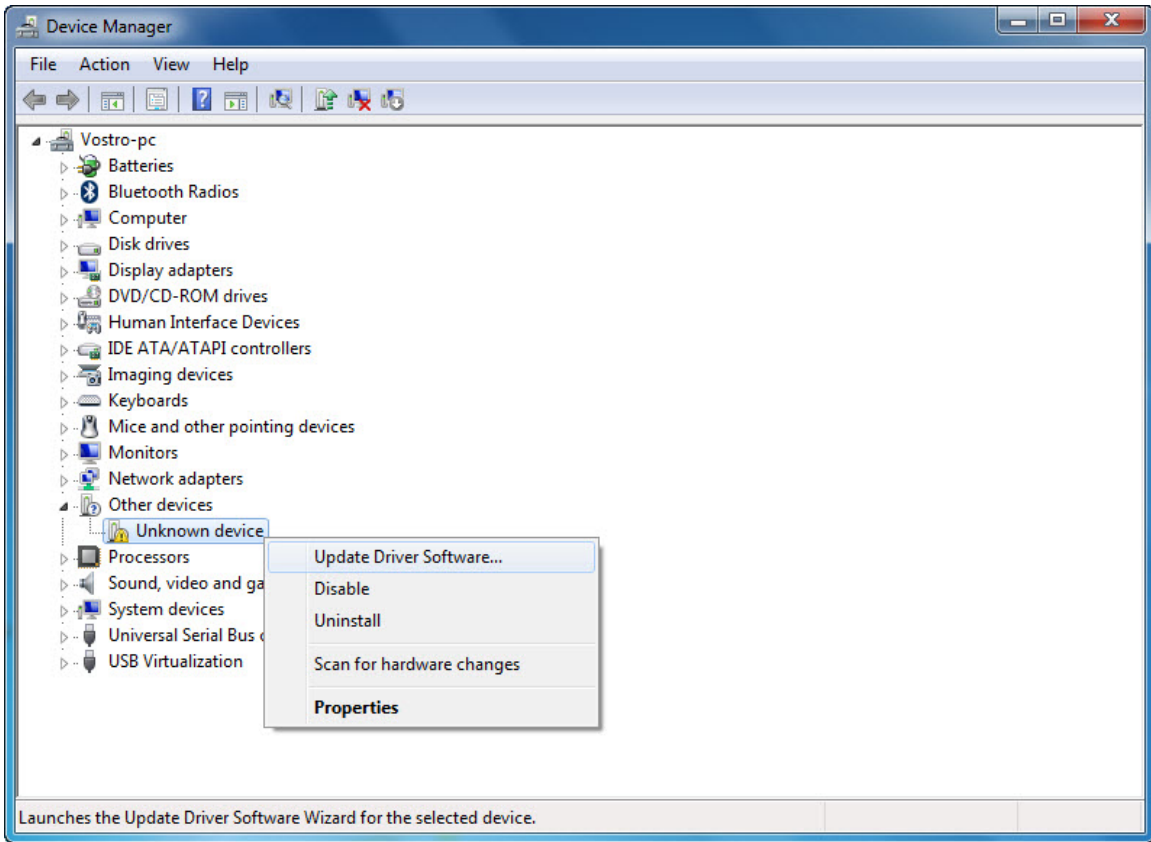 Device Manager
File Action View Help
Vostro-pc
Batteries
Bluetooth Radios
Computer
Disk drives
Display adapters
DVD/CD-ROM drives
Human Interface Devices
IDE ATA/ATAPI controllers
Imaging devices
Keyboards
Mice and other pointing devices
Monitors
Network adapters
Other devices
Unknown device
Processors
Sound, video and ga
System devices
Universal Serial Bus
USB Virtualization
Update Driver Software...
Disable
Uninstall
Scan for hardware changes
Properties
Launches the Update Driver Software Wizard for the selected device.